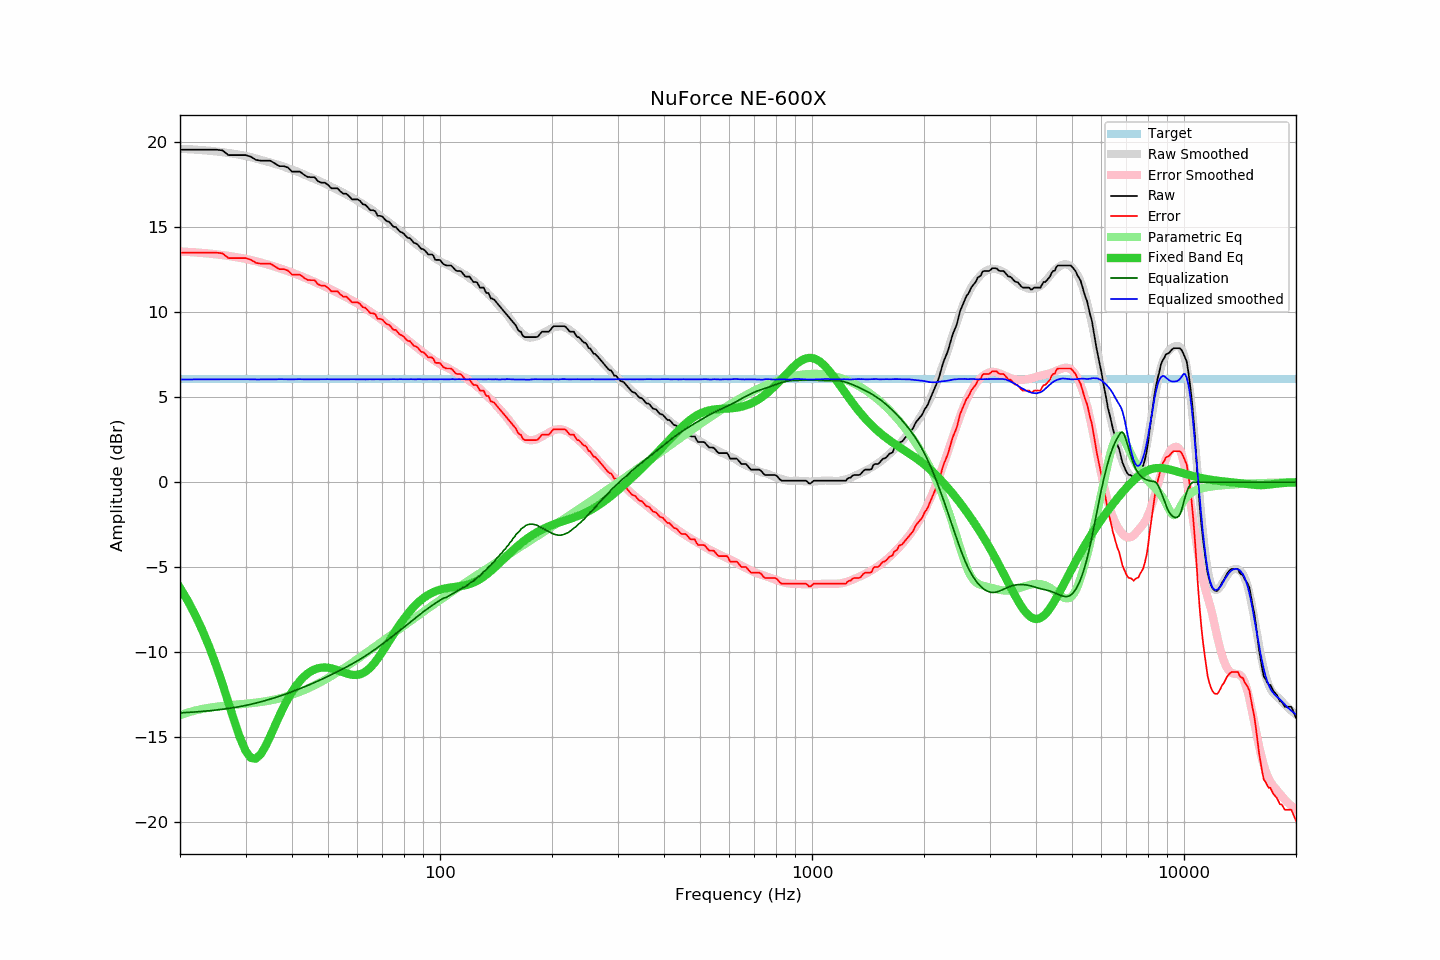 NuForce NE-600X
Target
Raw Smoothed
Error Smoothed
Raw
Error
Parametric Eq
Fixed Band Eq
Equalization
Equalized smoothed
20
15
10
5
0
−5
−10
−15
−20
Amplitude (dBr)
100
1000
10000
Frequency (Hz)